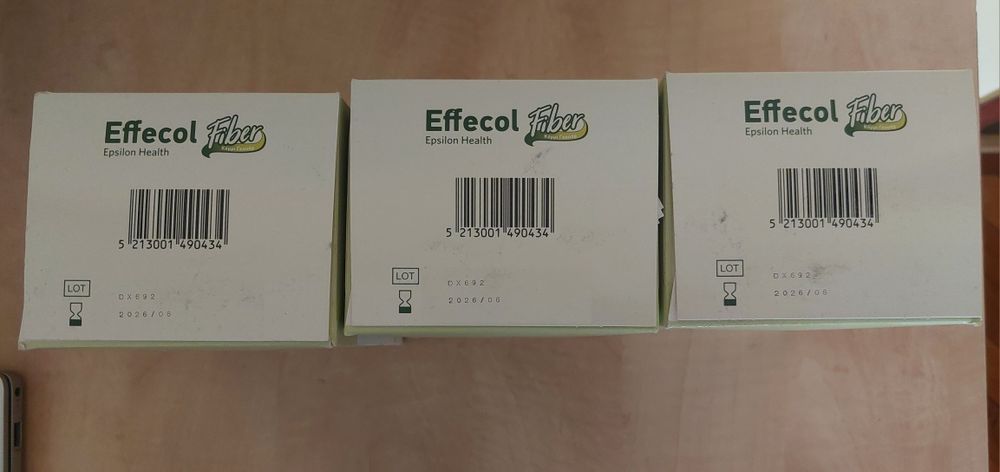 Effecol Fiber
Epsilon Health
5 213001 490434
LOT
DX692
2026/06
Effecol Fiber
Epsilon Health
5 213001 490434
LOT
DX692
2026/06
Effecol Fiber
Epsilon Health
5 213001 490434
LOT
DX692
2026/06